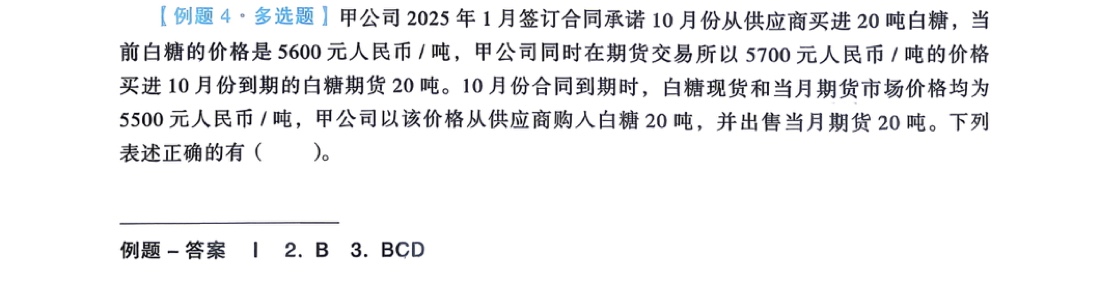 【例题4·多选题】甲公司2025年1月签订合同承诺10月份从供应商买进20吨白糖，当
前白糖的价格是5600元人民币/吨，甲公司同时在期货交易所以5700元人民币/吨的价格
买进10月份到期的白糖期货20吨。10月份合同到期时，白糖现货和当月期货市场价格均为
5500元人民币/吨，甲公司以该价格从供应商购入白糖20吨，并出售当月期货20吨。下列
表述正确的有（  ）。
例题-答案 | 2. B 3. BCD